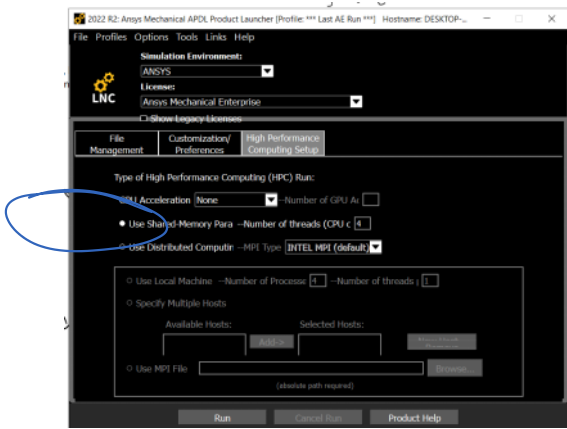 2022 R2: Ansys Mechanical APDL Product Launcher [Profile: *** Last AE Run ***] Hostname: DESKTOP-...
File Profiles Options Tools Links Help
Simulation Environment:
ANSYS
License:
Ansys Mechanical Enterprise
Show Legacy Licenses
LNC
File Management
Customization/ Preferences
High Performance Computing Setup
Type of High Performance Computing (HPC) Run:
GPU Acceleration None --Number of GPU Ac
Use Shared-Memory Para --Number of threads (CPU c 4
Use Distributed Computin --MPI Type INTEL MPI (default)
Use Local Machine --Number of Processe 4 --Number of threads p 1
Specify Multiple Hosts
Available Hosts: Selected Hosts:
Add->
Use MPI File Browse...
(absolute path required)
Run Cancel Run Product Help